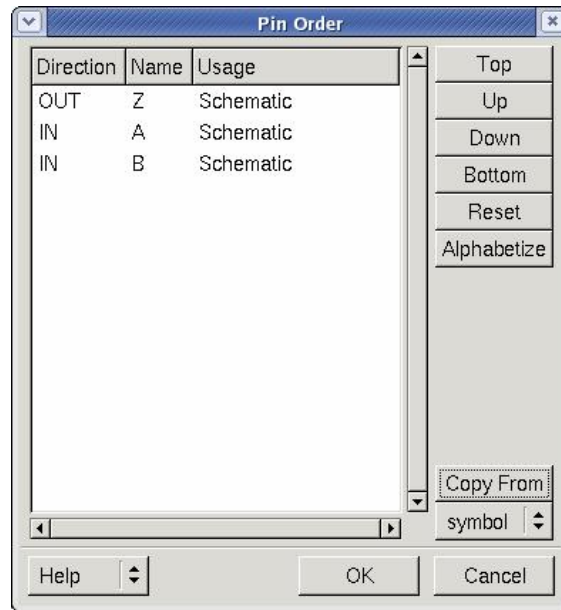 Pin Order
Direction Name Usage
OUT Z Schematic
IN A Schematic
IN B Schematic
Top
Up
Down
Bottom
Reset
Alphabetize
Copy From
symbol
Help
OK
Cancel